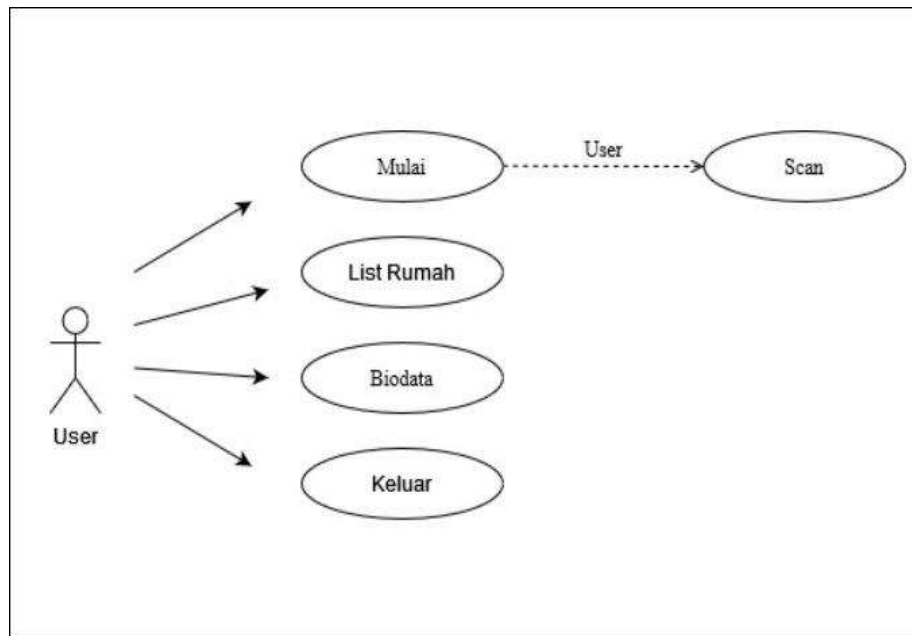 Mulai
User
Scan
List Rumah
Biodata
User
Keluar